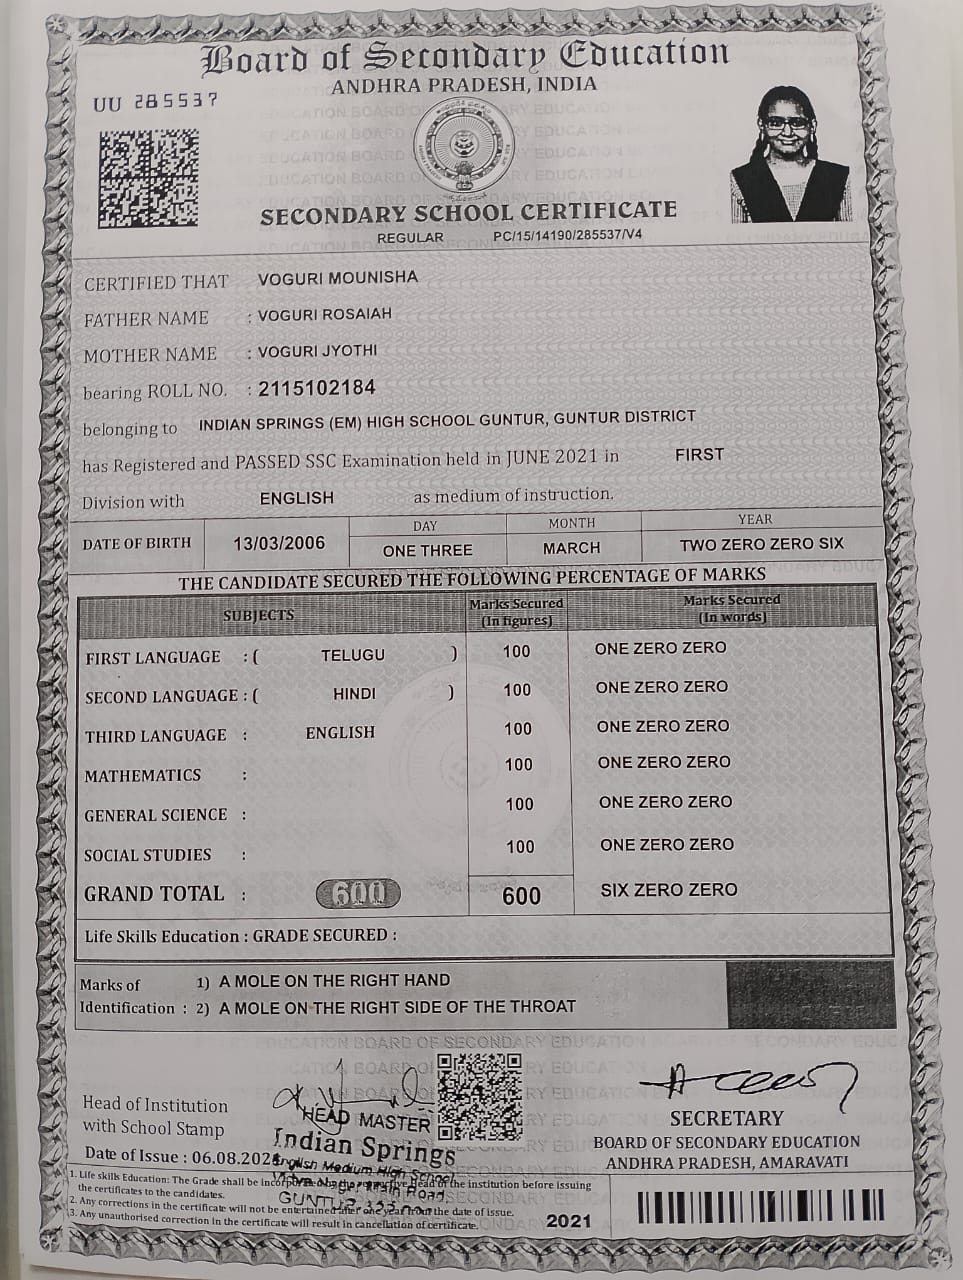 Board of Secondary Education
ANDHRA PRADESH, INDIA
UU 285537
SECONDARY SCHOOL CERTIFICATE
REGULAR PC/15/14190/285537/V4
CERTIFIED THAT VOGURI MOUNISHA
FATHER NAME : VOGURI ROSAIAH
MOTHER NAME : VOGURI JYOTHI
bearing ROLL NO. : 2115102184
belonging to INDIAN SPRINGS (EM) HIGH SCHOOL GUNTUR, GUNTUR DISTRICT
has Registered and PASSED SSC Examination held in JUNE 2021 in FIRST
Division with ENGLISH as medium of instruction.
DAY MONTH YEAR
DATE OF BIRTH 13/03/2006 ONE THREE MARCH TWO ZERO ZERO SIX
THE CANDIDATE SECURED THE FOLLOWING PERCENTAGE OF MARKS
SUBJECTS Marks Secured (In figures) Marks Secured (In words)
FIRST LANGUAGE : ( TELUGU ) 100 ONE ZERO ZERO
SECOND LANGUAGE : ( HINDI ) 100 ONE ZERO ZERO
THIRD LANGUAGE : ENGLISH 100 ONE ZERO ZERO
MATHEMATICS : 100 ONE ZERO ZERO
GENERAL SCIENCE : 100 ONE ZERO ZERO
SOCIAL STUDIES : 100 ONE ZERO ZERO
GRAND TOTAL : 600 600 SIX ZERO ZERO
Life Skills Education : GRADE SECURED :
Marks of 1) A MOLE ON THE RIGHT HAND
Identification : 2) A MOLE ON THE RIGHT SIDE OF THE THROAT
Head of Institution
with School Stamp
HEAD MASTER
Indian Springs
English Medium High School
Main Road
GUNTUR
SECRETARY
BOARD OF SECONDARY EDUCATION
ANDHRA PRADESH, AMARAVATI
Date of Issue : 06.08.202
1. Life skills Education: The Grade shall be incorporated by the respective Head of the institution before issuing
the certificates to the candidates.
2. Any corrections in the certificate will not be entertained after one year from the date of issue.
3. Any unauthorised correction in the certificate will result in cancellation of certificate.
2021